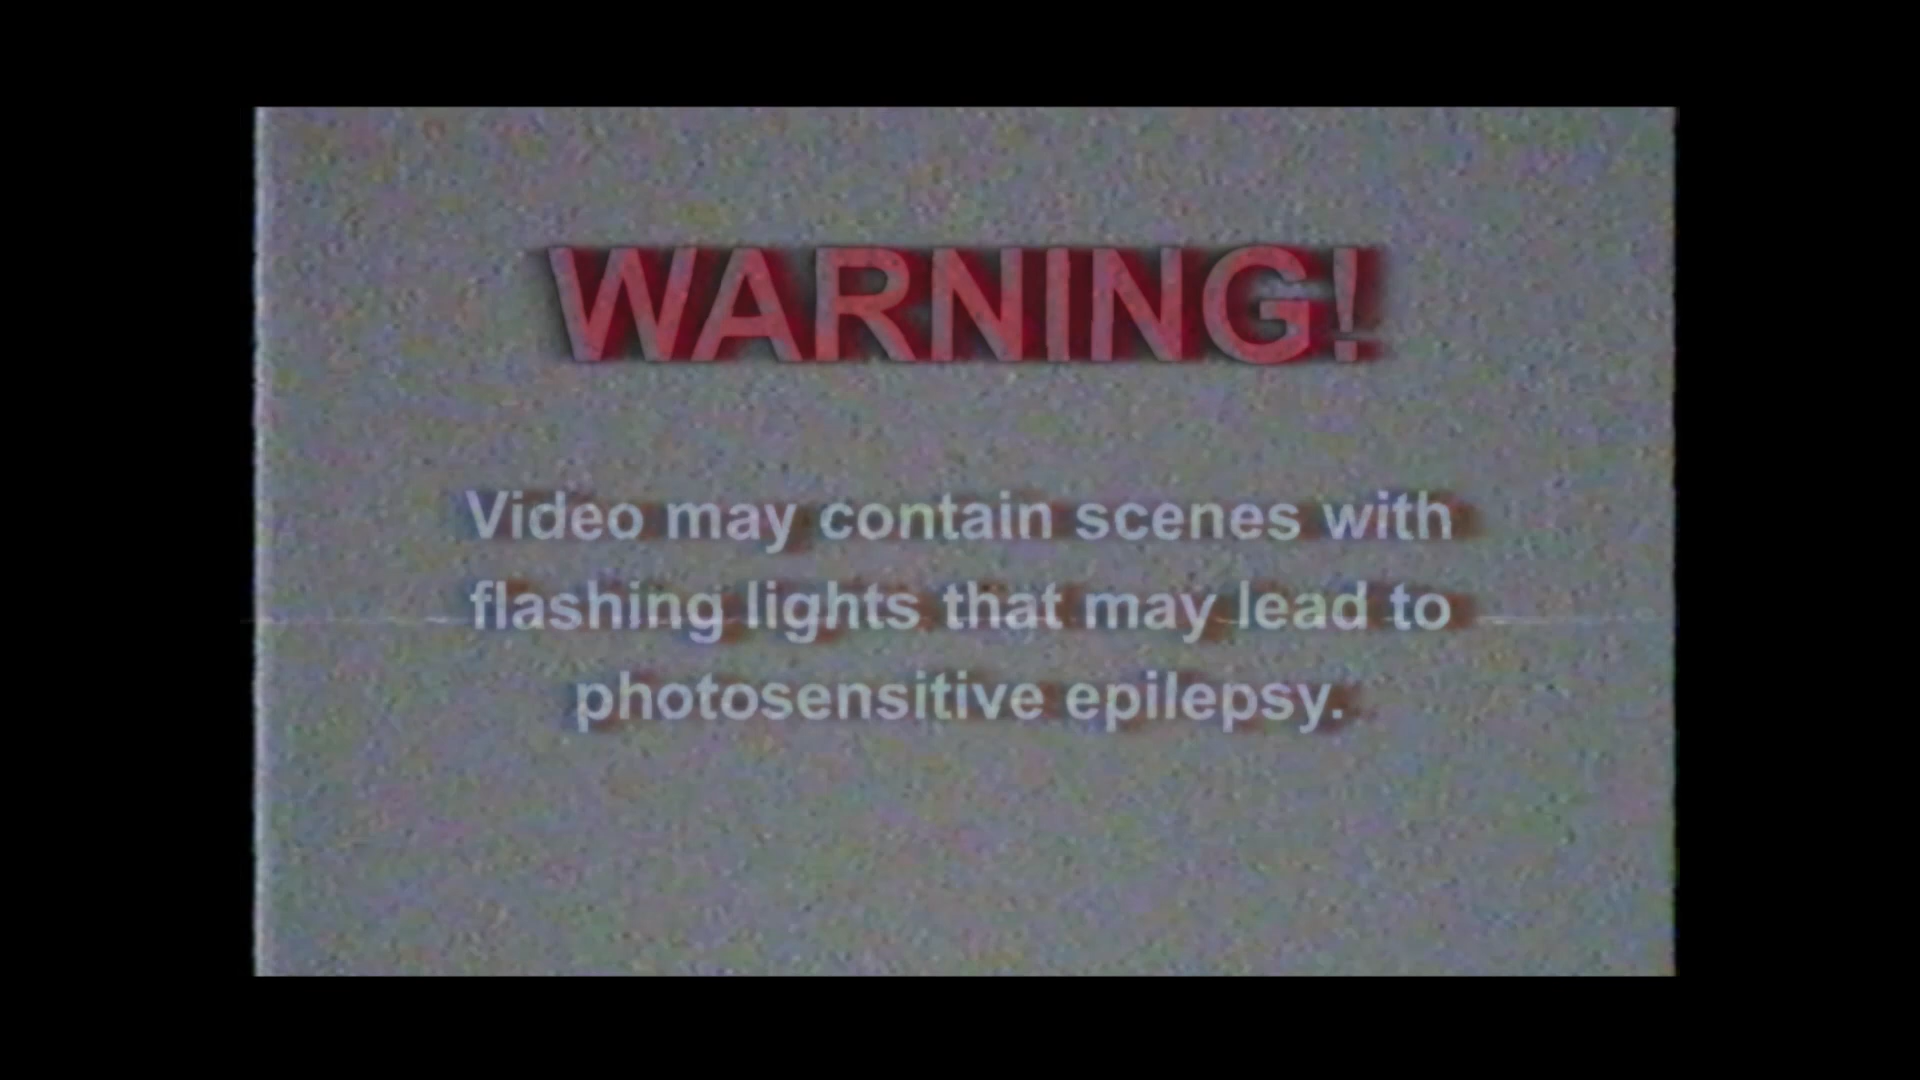 WARNING!
Video may contain scenes with
flashing lights that may lead to
photosensitive epilepsy.